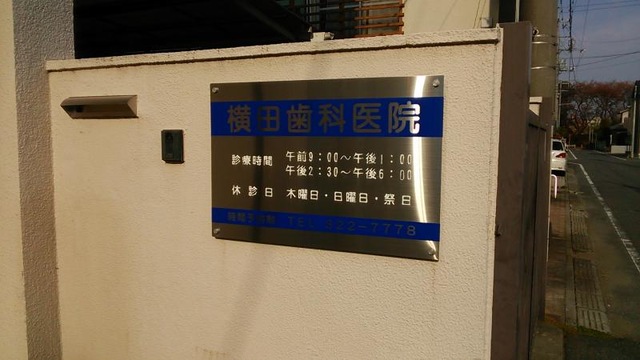 横田歯科医院
診療時間 午前9:00〜午後1:00
午後2:30〜午後6:00
休診日 木曜日・日曜日・祭日
TEL 322-7778